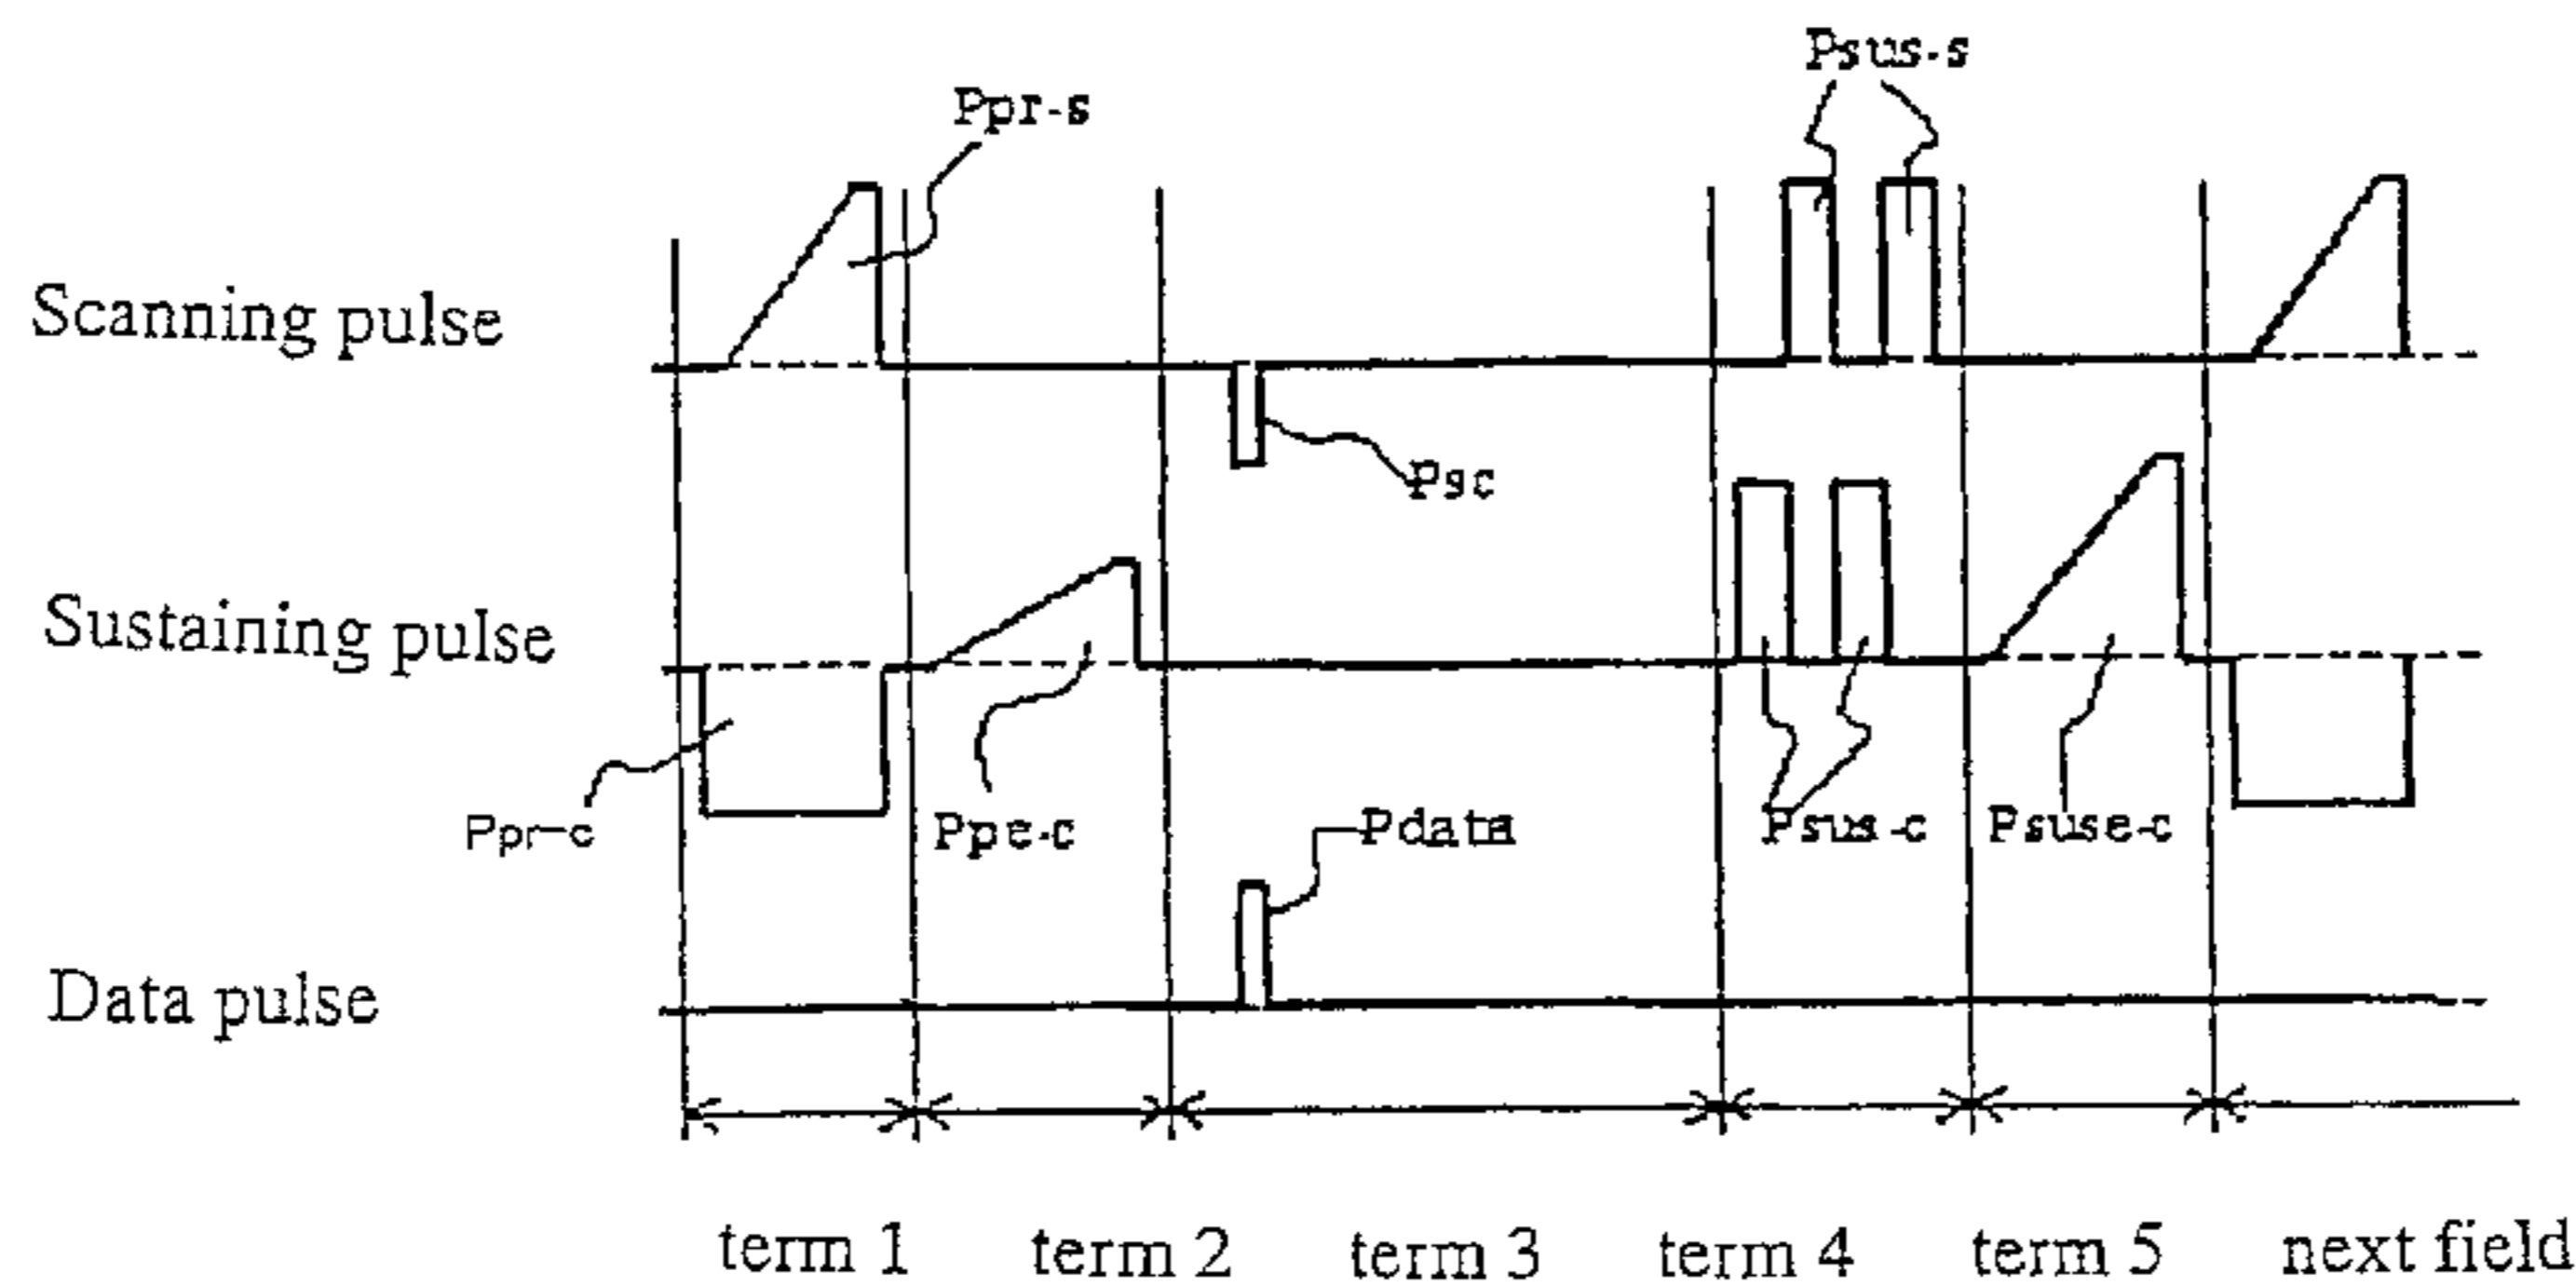 Psus-s
Ppr-s
Scanning pulse
Psc
Sustaining pulse
Ppr-c
Ppe-c
Pdata
Psus-c
Psuse-c
Data pulse
term 1
term 2
term 3
term 4
term 5
next field